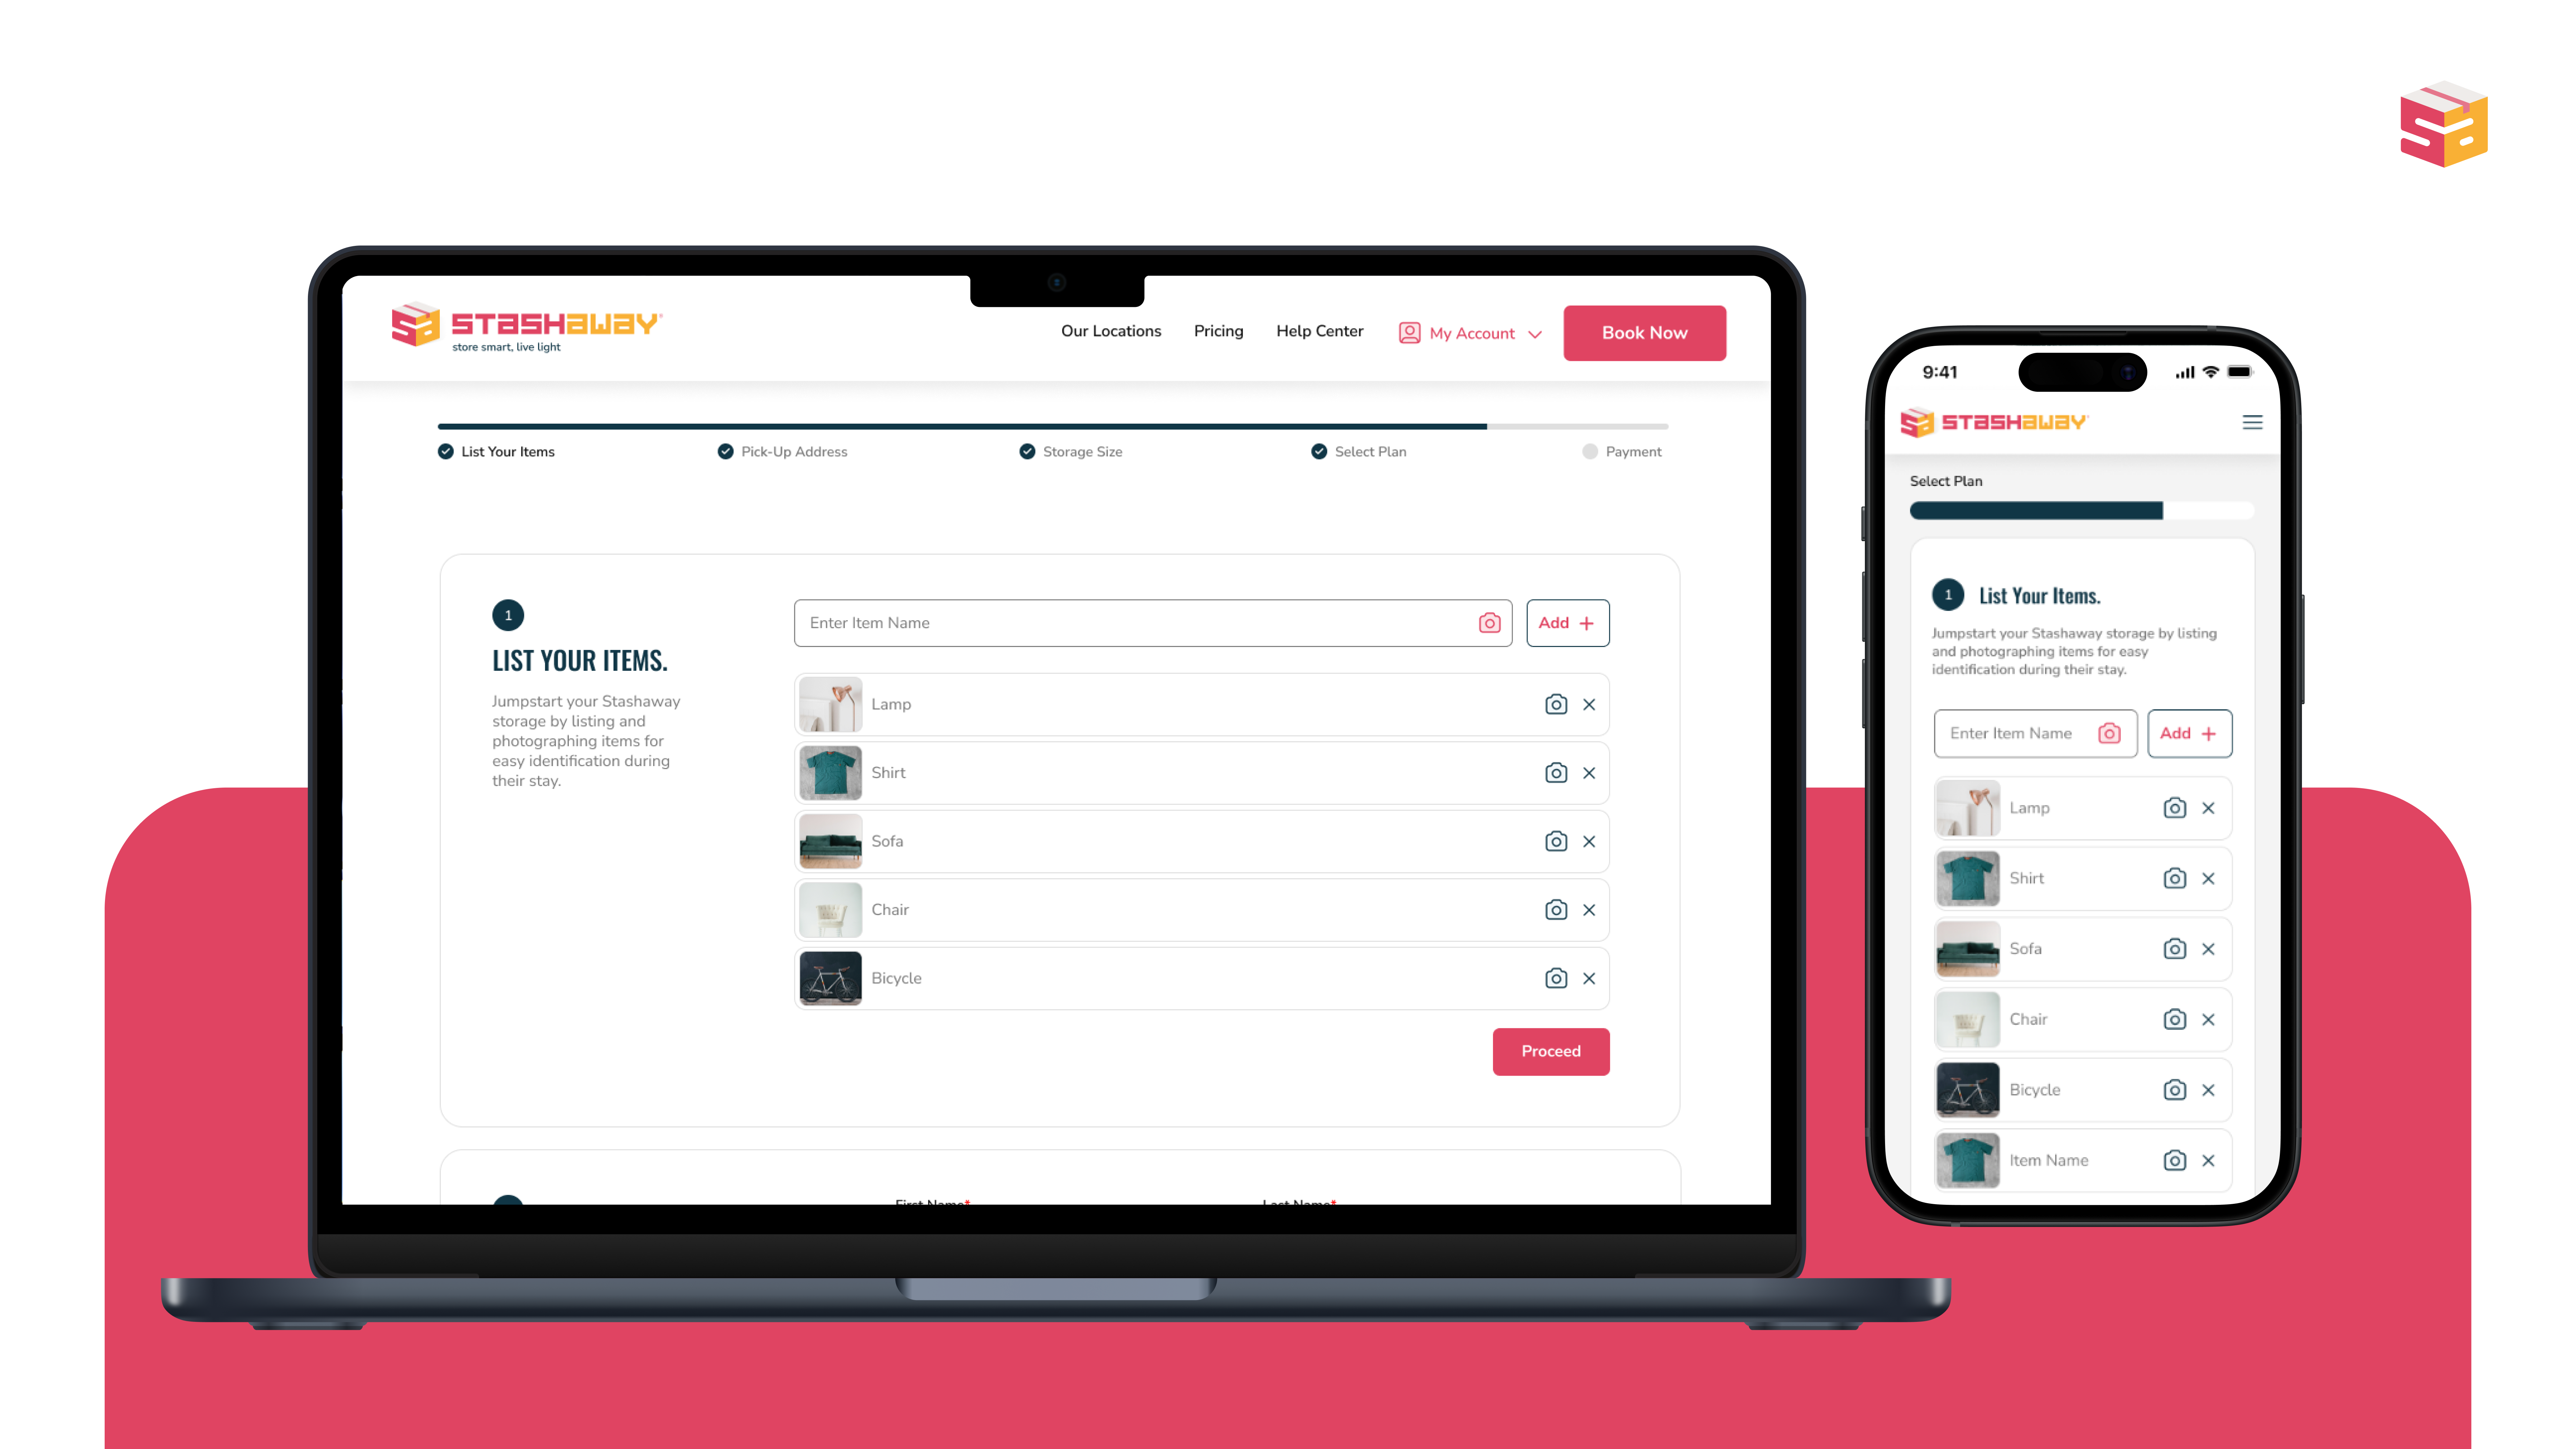 STASHAWAY
store smart, live light
Our Locations
Pricing
Help Center
My Account
Book Now
List Your Items
Pick-Up Address
Storage Size
Select Plan
Payment
1
LIST YOUR ITEMS.
Jumpstart your Stashaway
storage by listing and
photographing items for
easy identification during
their stay.
Enter Item Name
Add +
Lamp
Shirt
Sofa
Chair
Bicycle
Proceed
First Name*
Last Name*
9:41
STASHAWAY
Select Plan
1
List Your Items.
Jumpstart your Stashaway storage by listing
and photographing items for easy
identification during their stay.
Enter Item Name
Add +
Lamp
Shirt
Sofa
Chair
Bicycle
Item Name
sa